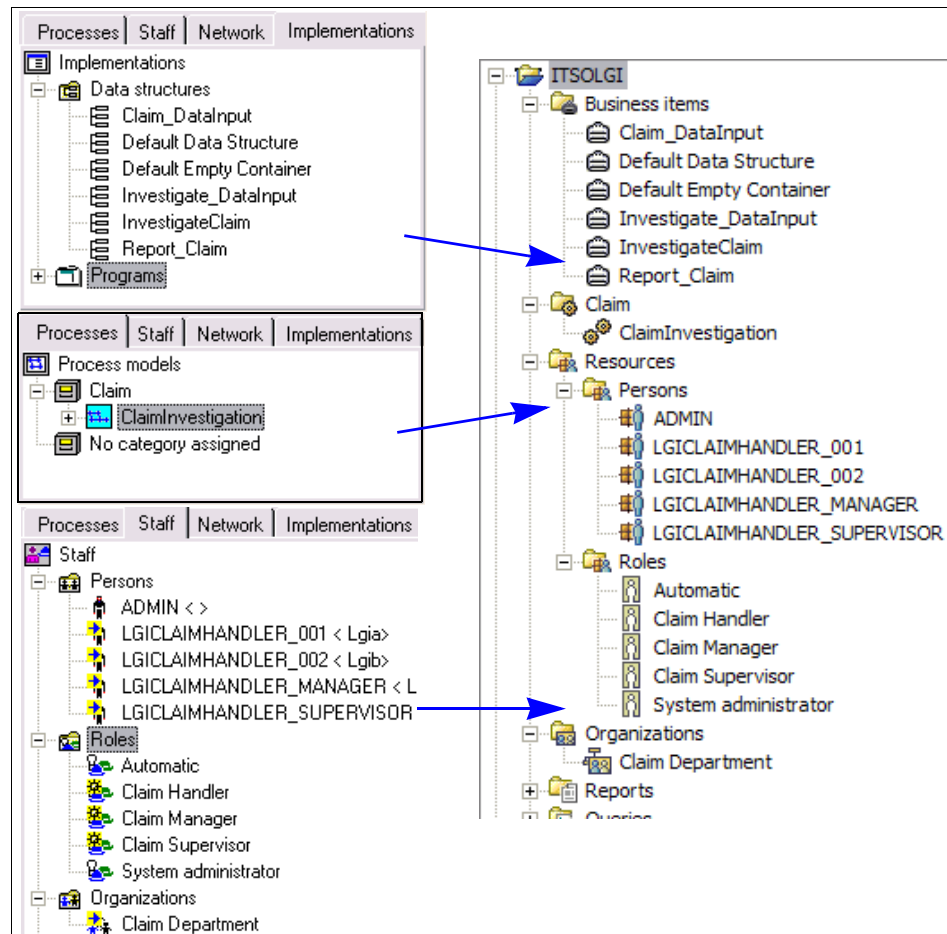 Processes Staff Network Implementations
Implementations
Data structures
Claim_DataInput
Default Data Structure
Default Empty Container
Investigate_DataInput
InvestigateClaim
Report_Claim
Programs
Processes Staff Network Implementations
Process models
Claim
ClaimInvestigation
No category assigned
Processes Staff Network Implementations
Staff
Persons
ADMIN < >
LGICLAIMHANDLER_001 < Lgia>
LGICLAIMHANDLER_002 < Lgib>
LGICLAIMHANDLER_MANAGER < L
LGICLAIMHANDLER_SUPERVISOR
Roles
Automatic
Claim Handler
Claim Manager
Claim Supervisor
System administrator
Organizations
Claim Department
ITSOLGI
Business items
Claim_DataInput
Default Data Structure
Default Empty Container
Investigate_DataInput
InvestigateClaim
Report_Claim
Claim
ClaimInvestigation
Resources
Persons
ADMIN
LGICLAIMHANDLER_001
LGICLAIMHANDLER_002
LGICLAIMHANDLER_MANAGER
LGICLAIMHANDLER_SUPERVISOR
Roles
Automatic
Claim Handler
Claim Manager
Claim Supervisor
System administrator
Organizations
Claim Department
Reports
Queries